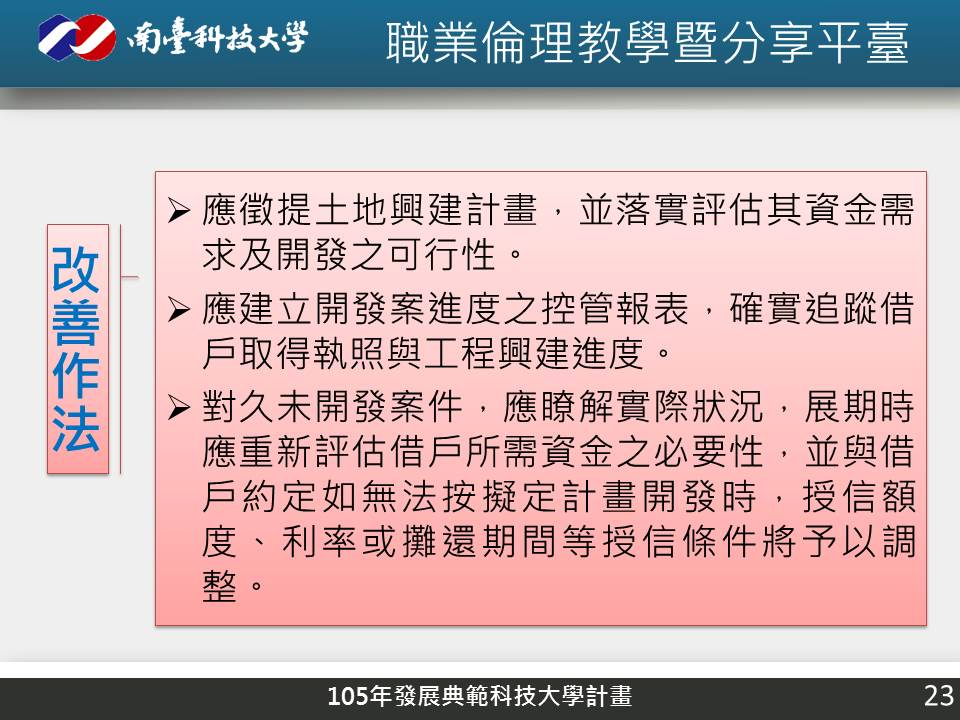 南臺科技大學
職業倫理教學暨分享平臺
改善作法
➢ 應徵提土地興建計畫，並落實評估其資金需
求及開發之可行性。
➢ 應建立開發案進度之控管報表，確實追蹤借
戶取得執照與工程興建進度。
➢ 對久未開發案件，應瞭解實際狀況，展期時
應重新評估借戶所需資金之必要性，並與借
戶約定如無法按擬定計畫開發時，授信額
度、利率或攤還期間等授信條件將予以調
整。
105年發展典範科技大學計畫
23